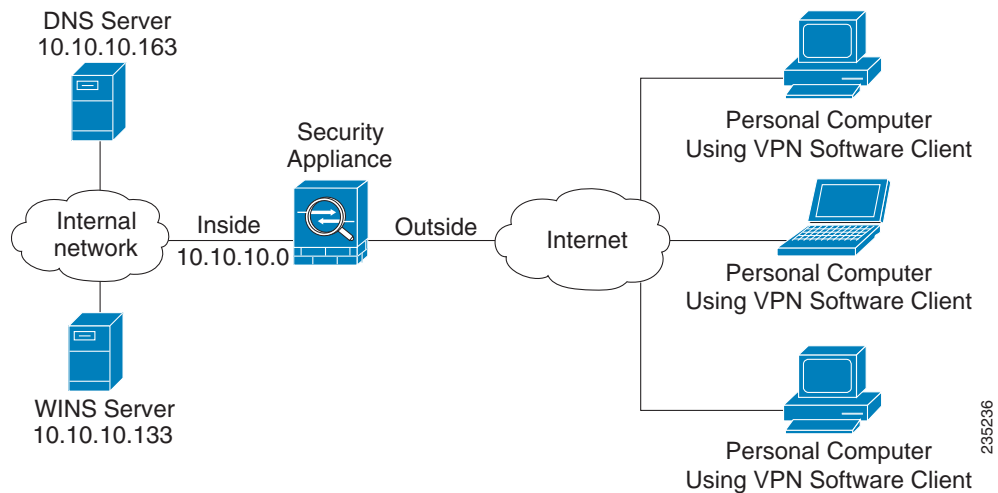 DNS Server
10.10.10.163
Security
Appliance
Internal
network
Inside
10.10.10.0
Outside
Internet
Personal Computer
Using VPN Software Client
Personal Computer
Using VPN Software Client
WINS Server
10.10.10.133
Personal Computer
Using VPN Software Client
235236